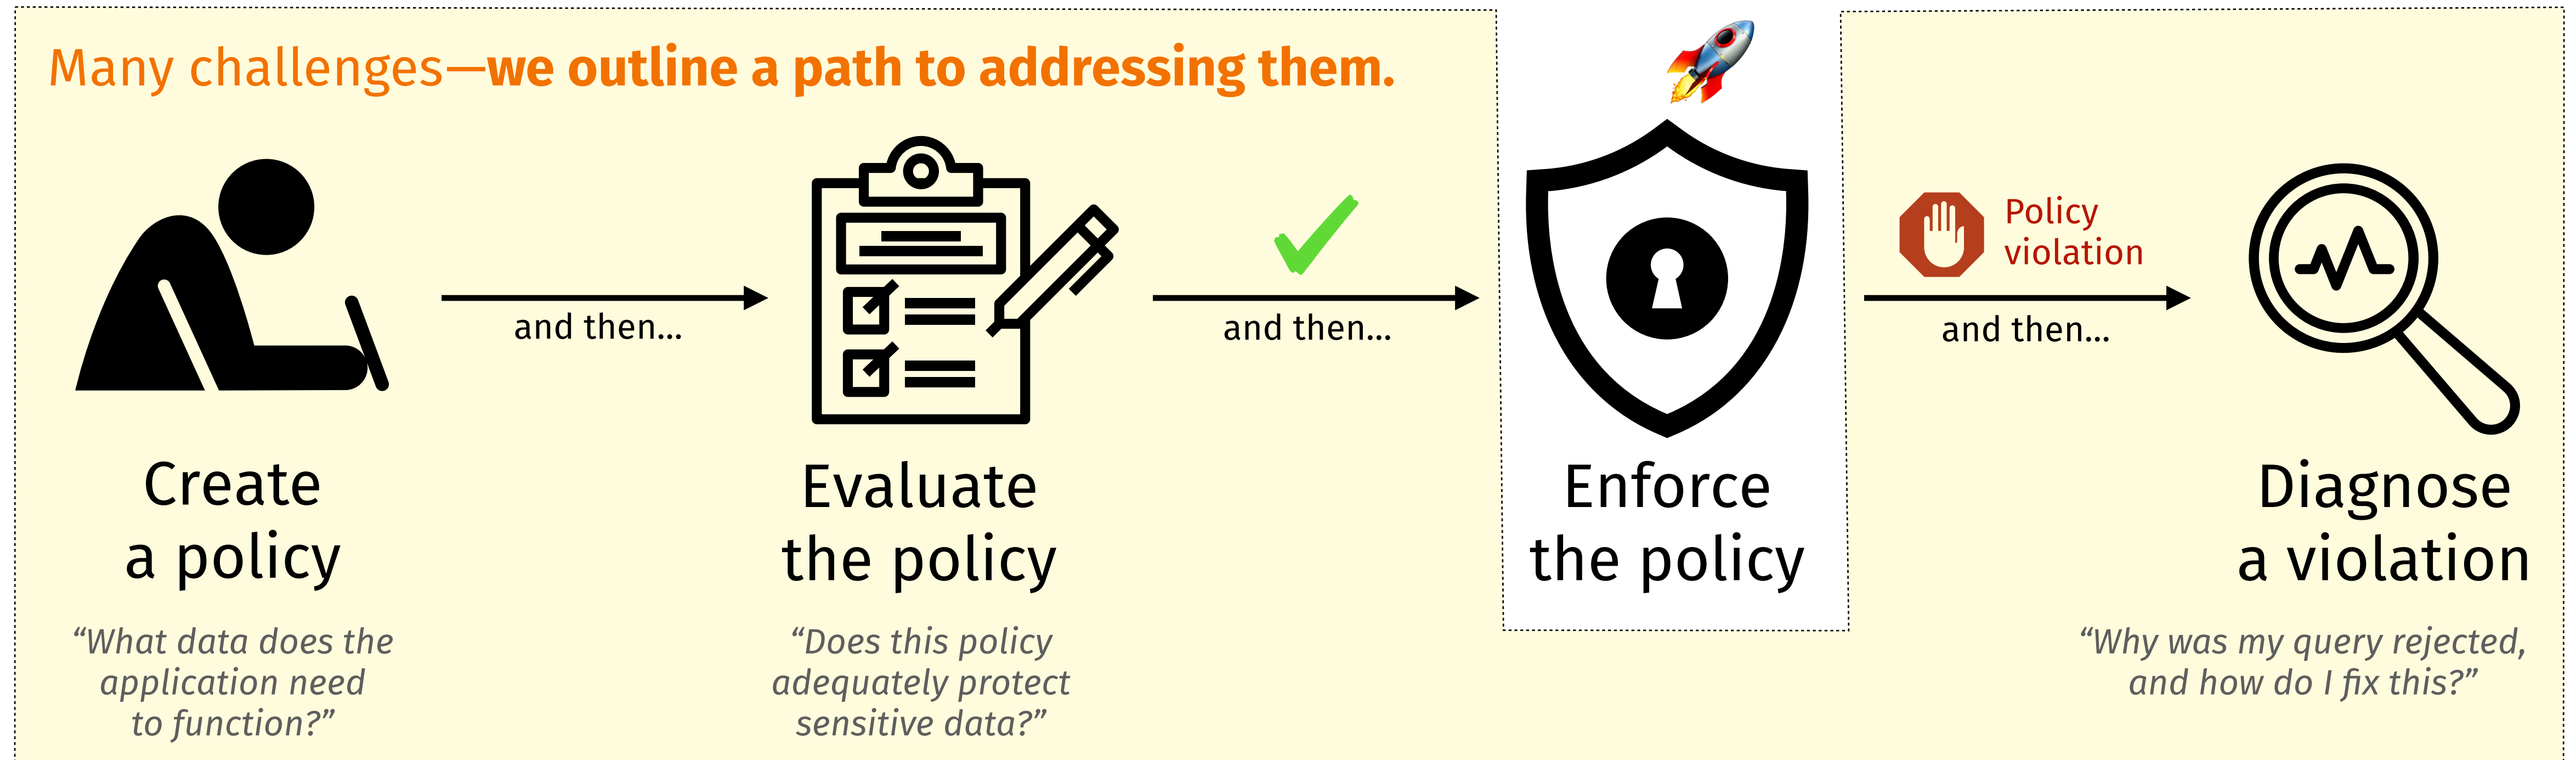 Many challenges—we outline a path to addressing them.
and then...
and then...
Policy
violation
and then...
Create
a policy
Evaluate
the policy
Enforce
the policy
Diagnose
a violation
“What data does the
application need
to function?”
“Does this policy
adequately protect
sensitive data?”
“Why was my query rejected,
and how do I fix this?”